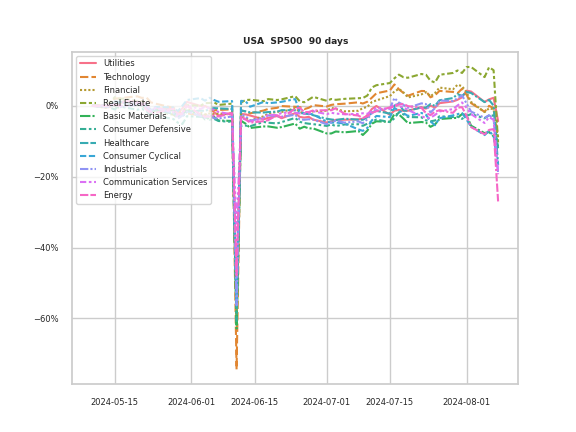 USA  SP500  90 days
Utilities
Technology
Financial
Real Estate
Basic Materials
Consumer Defensive
Healthcare
Consumer Cyclical
Industrials
Communication Services
Energy
0%
−20%
−40%
−60%
2024-05-15 2024-06-01 2024-06-15 2024-07-01 2024-07-15 2024-08-01